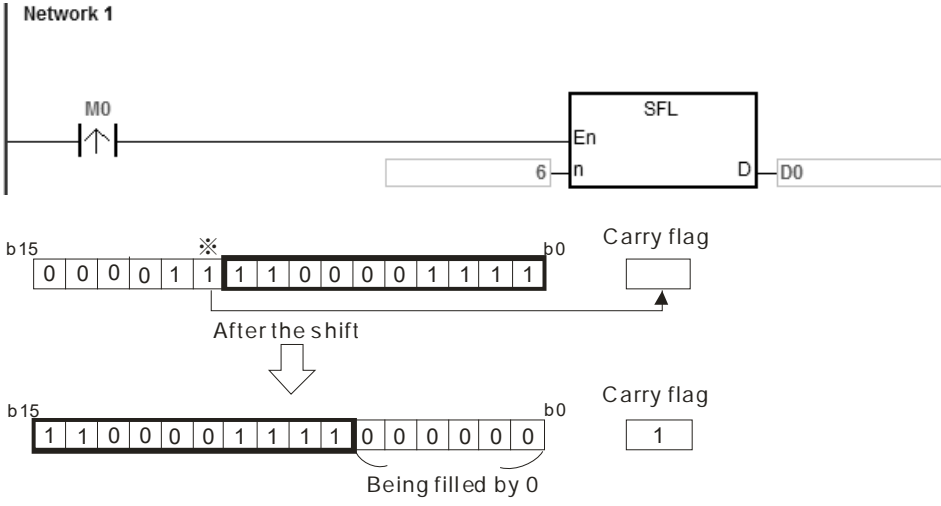 Network 1
M0
SFL
En
6 n D D0
b15 ※ b0 Carry flag
0 0 0 0 1 1 1 1 0 0 0 0 1 1 1 1
After the shift
b15 b0 Carry flag
1 1 0 0 0 0 1 1 1 1 0 0 0 0 0 0 1
Being filled by 0